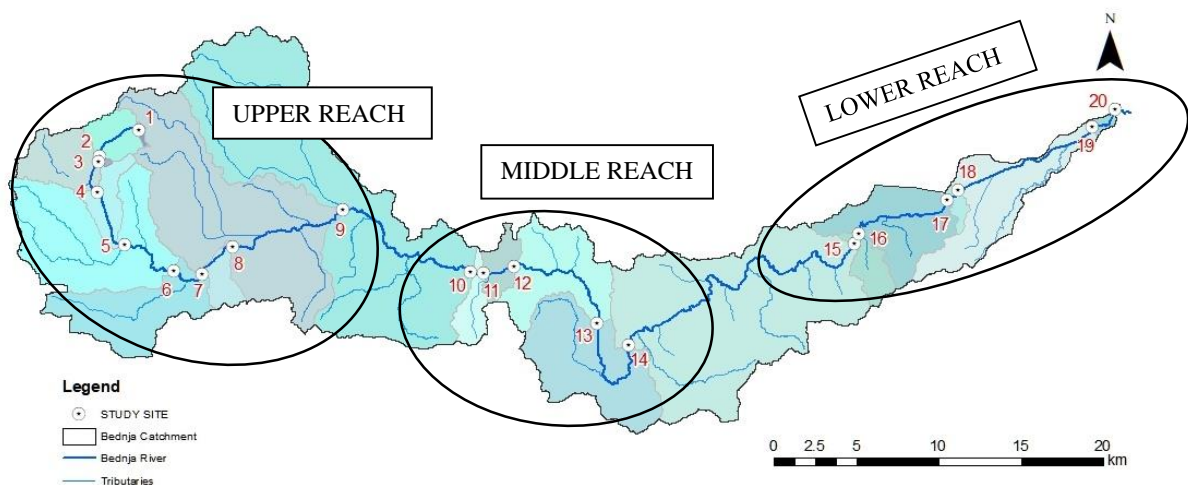 N
UPPER REACH
MIDDLE REACH
LOWER REACH
1
2
3
4
5
6
7
8
9
10
11
12
13
14
15
16
17
18
19
20
Legend
STUDY SITE
Bednja Catchment
Bednja River
Tributaries
0 2.5 5 10 15 20
km